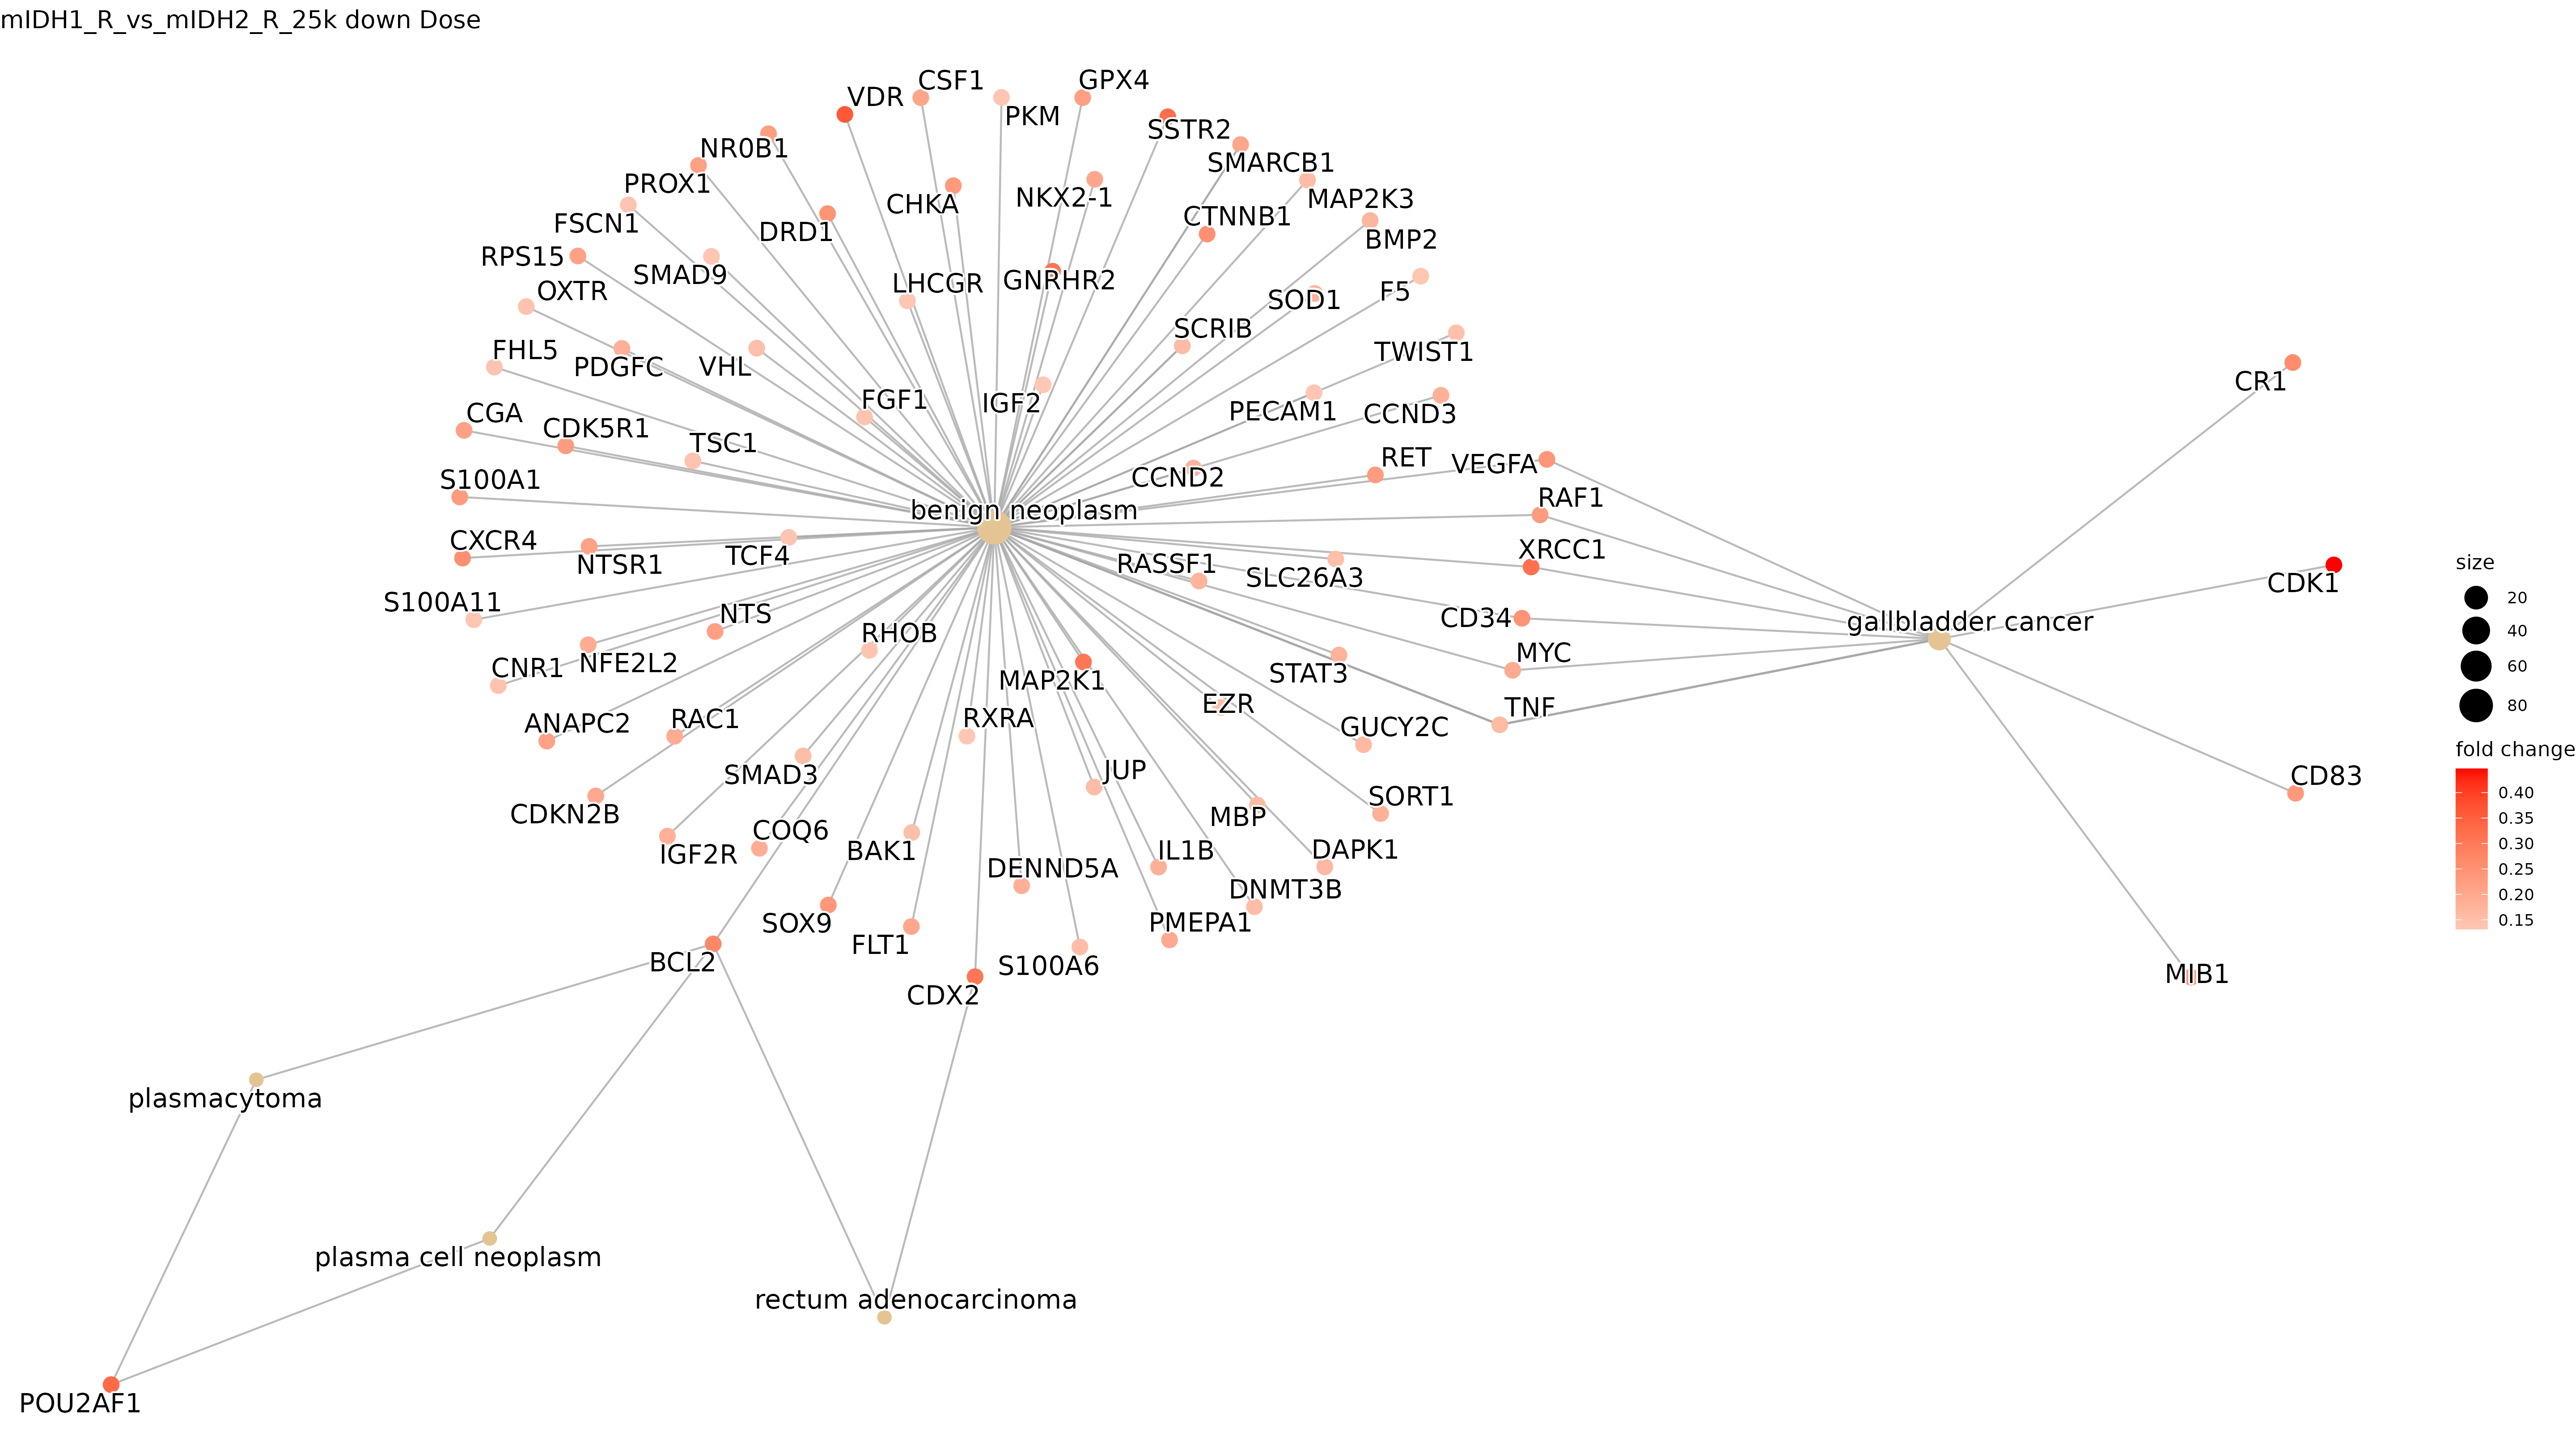 mIDH1_R_vs_mIDH2_R_25k down Dose
CSF1
GPX4
VDR
PKM
SSTR2
NR0B1
SMARCB1
PROX1
NKX2-1
MAP2K3
CHKA
CTNNB1
FSCN1
DRD1
BMP2
RPS15
SMAD9
GNRHR2
LHCGR
OXTR
F5
SOD1
SCRIB
FHL5
TWIST1
PDGFC
VHL
CR1
FGF1
IGF2
PECAM1
CCND3
CGA
CDK5R1
TSC1
RET
VEGFA
CCND2
S100A1
RAF1
benign neoplasm
CXCR4
XRCC1
TCF4
NTSR1
RASSF1
SLC26A3
CDK1
S100A11
NTS
CD34
gallbladder cancer
RHOB
MYC
CNR1
NFE2L2
STAT3
MAP2K1
EZR
TNF
ANAPC2
RAC1
RXRA
GUCY2C
SMAD3
JUP
CD83
SORT1
CDKN2B
MBP
COQ6
IGF2R
BAK1
IL1B
DAPK1
DENND5A
DNMT3B
SOX9
PMEPA1
FLT1
BCL2
S100A6
MIB1
CDX2
plasmacytoma
plasma cell neoplasm
rectum adenocarcinoma
POU2AF1
size
20
40
60
80
fold change
0.40
0.35
0.30
0.25
0.20
0.15